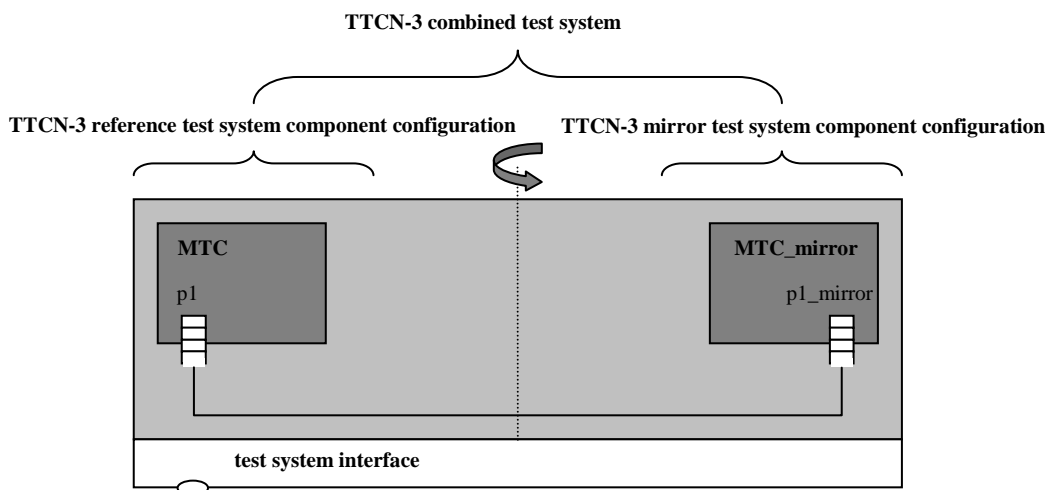 TTCN-3 combined test system
TTCN-3 reference test system component configuration
TTCN-3 mirror test system component configuration
MTC
MTC_mirror
p1
p1_mirror
test system interface